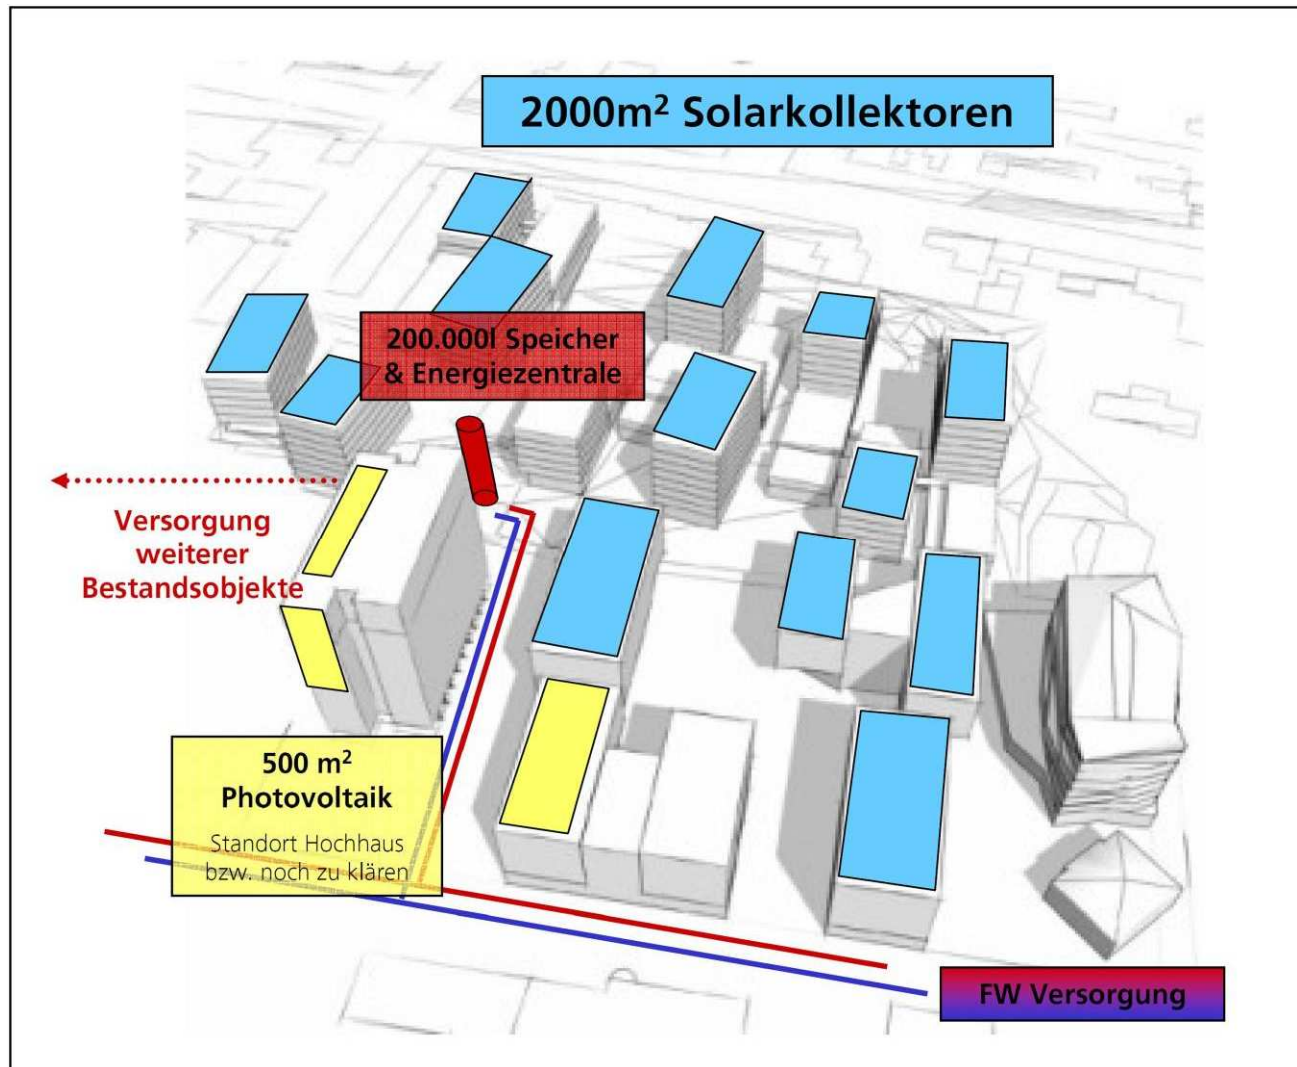 2000m² Solarkollektoren
200.000l Speicher
& Energiezentrale
Versorgung
weiterer
Bestandsobjekte
500 m²
Photovoltaik
Standort Hochhaus
bzw. noch zu klären
FW Versorgung